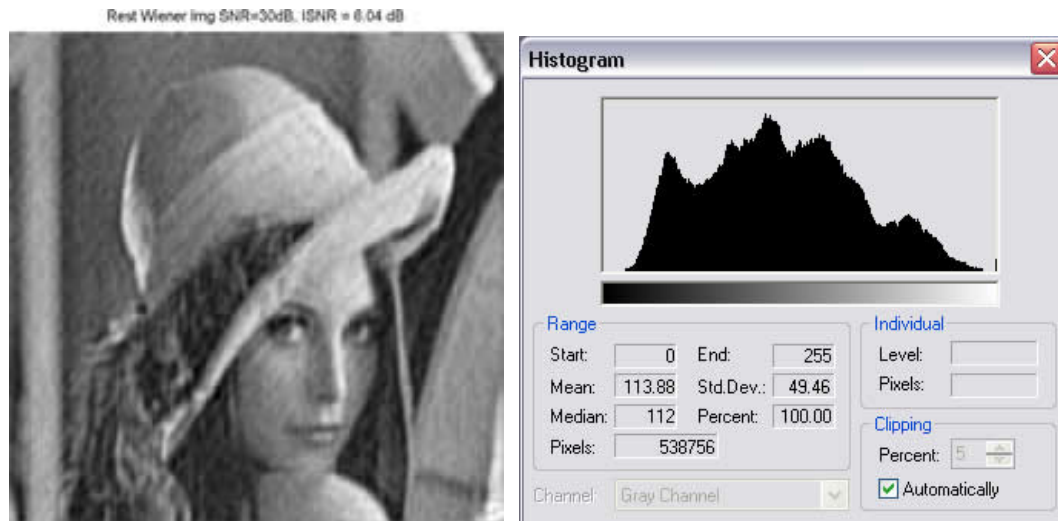 Rest Wiener Img SNR=30dB, ISNR = 6.04 dB
Histogram
Range
Start: 0 End: 255
Mean: 113.88 Std.Dev.: 49.46
Median: 112 Percent: 100.00
Pixels: 538756
Individual
Level:
Pixels:
Clipping
Percent: 5
Automatically
Channel: Gray Channel